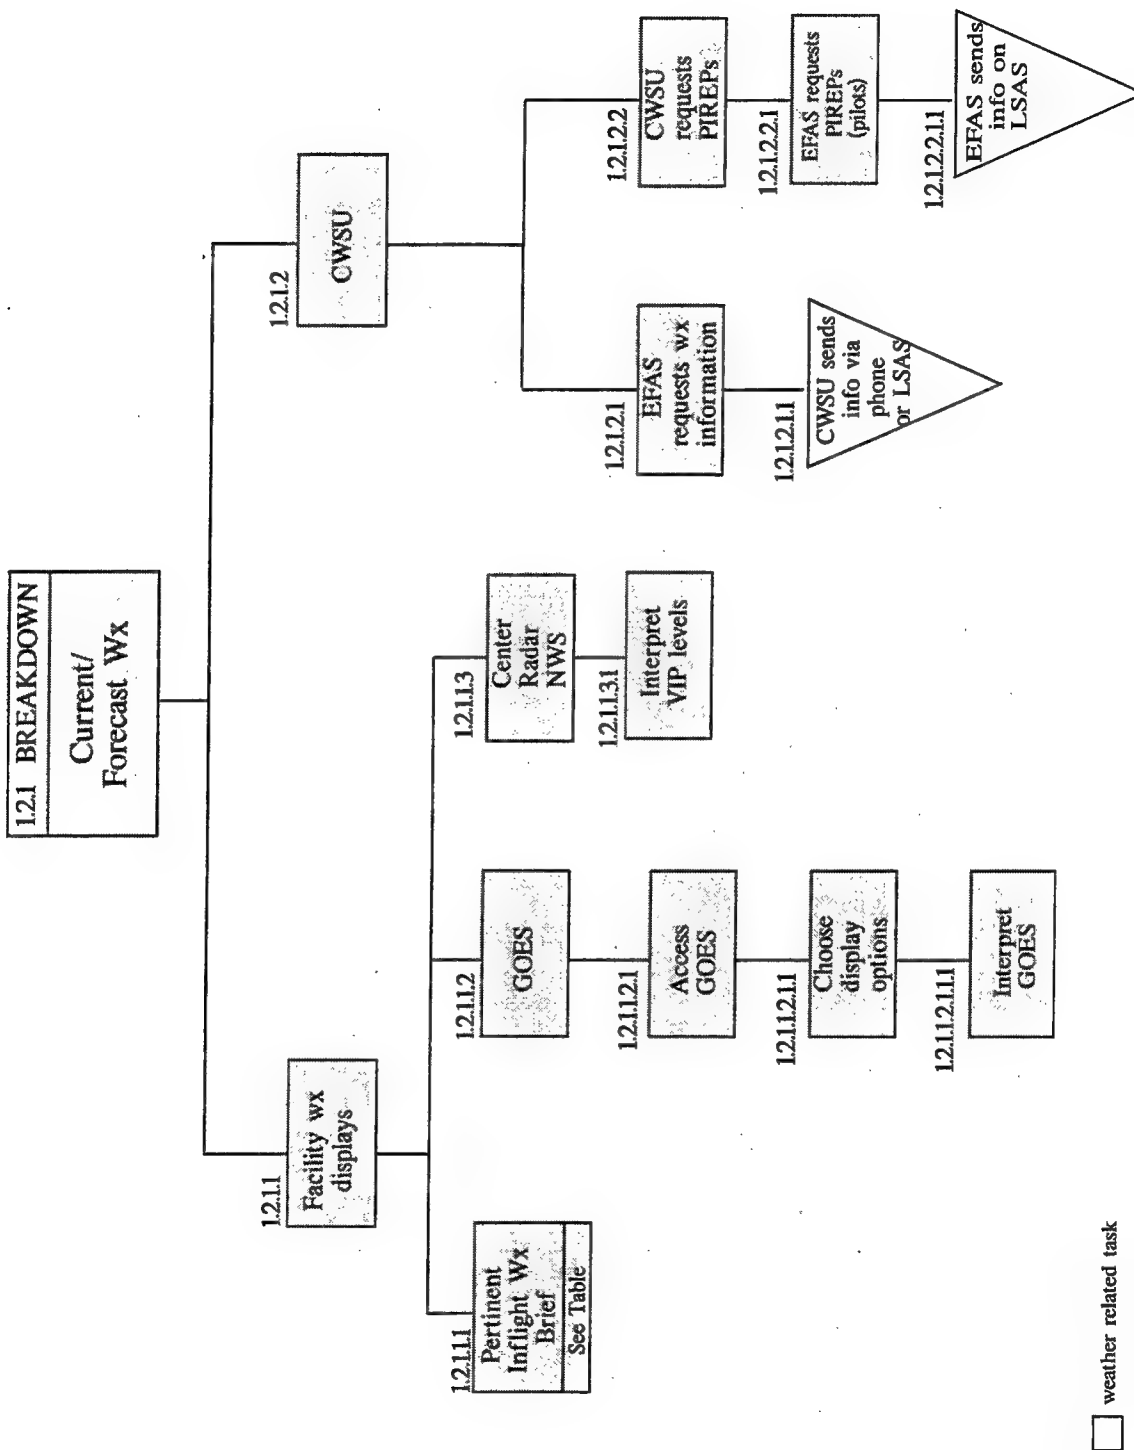 1.2.1 BREAKDOWN
Current/
Forecast Wx
1.2.1.1
Facility wx
displays
1.2.1.2
CWSU
1.2.1.1.1
Pertinent
Inflight Wx
Brief
See Table
1.2.1.1.2
GOES
1.2.1.1.2.1
Access
GOES
1.2.1.1.2.1.1
Choose
display
options
1.2.1.1.2.1.1.1
Interpret
GOES
1.2.1.1.3
Center
Radar
NWS
1.2.1.1.3.1
Interpret
VIP levels
1.2.1.2.1
EFAS
requests wx
information
1.2.1.2.1.1
CWSU sends
info via
phone
or LSAS
1.2.1.2.2
CWSU
requests
PIREPs
1.2.1.2.2.1
EFAS requests
PIREPs
(pilots)
1.2.1.2.2.1.1
EFAS sends
info on
LSAS
weather related task